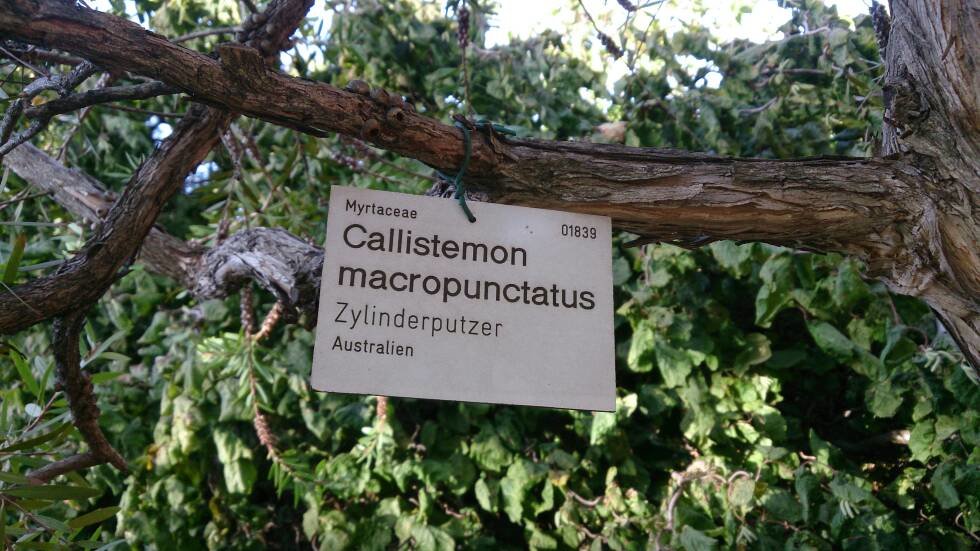 Myrtaceae 01839
Callistemon
macropunctatus
Zylinderputzer
Australien